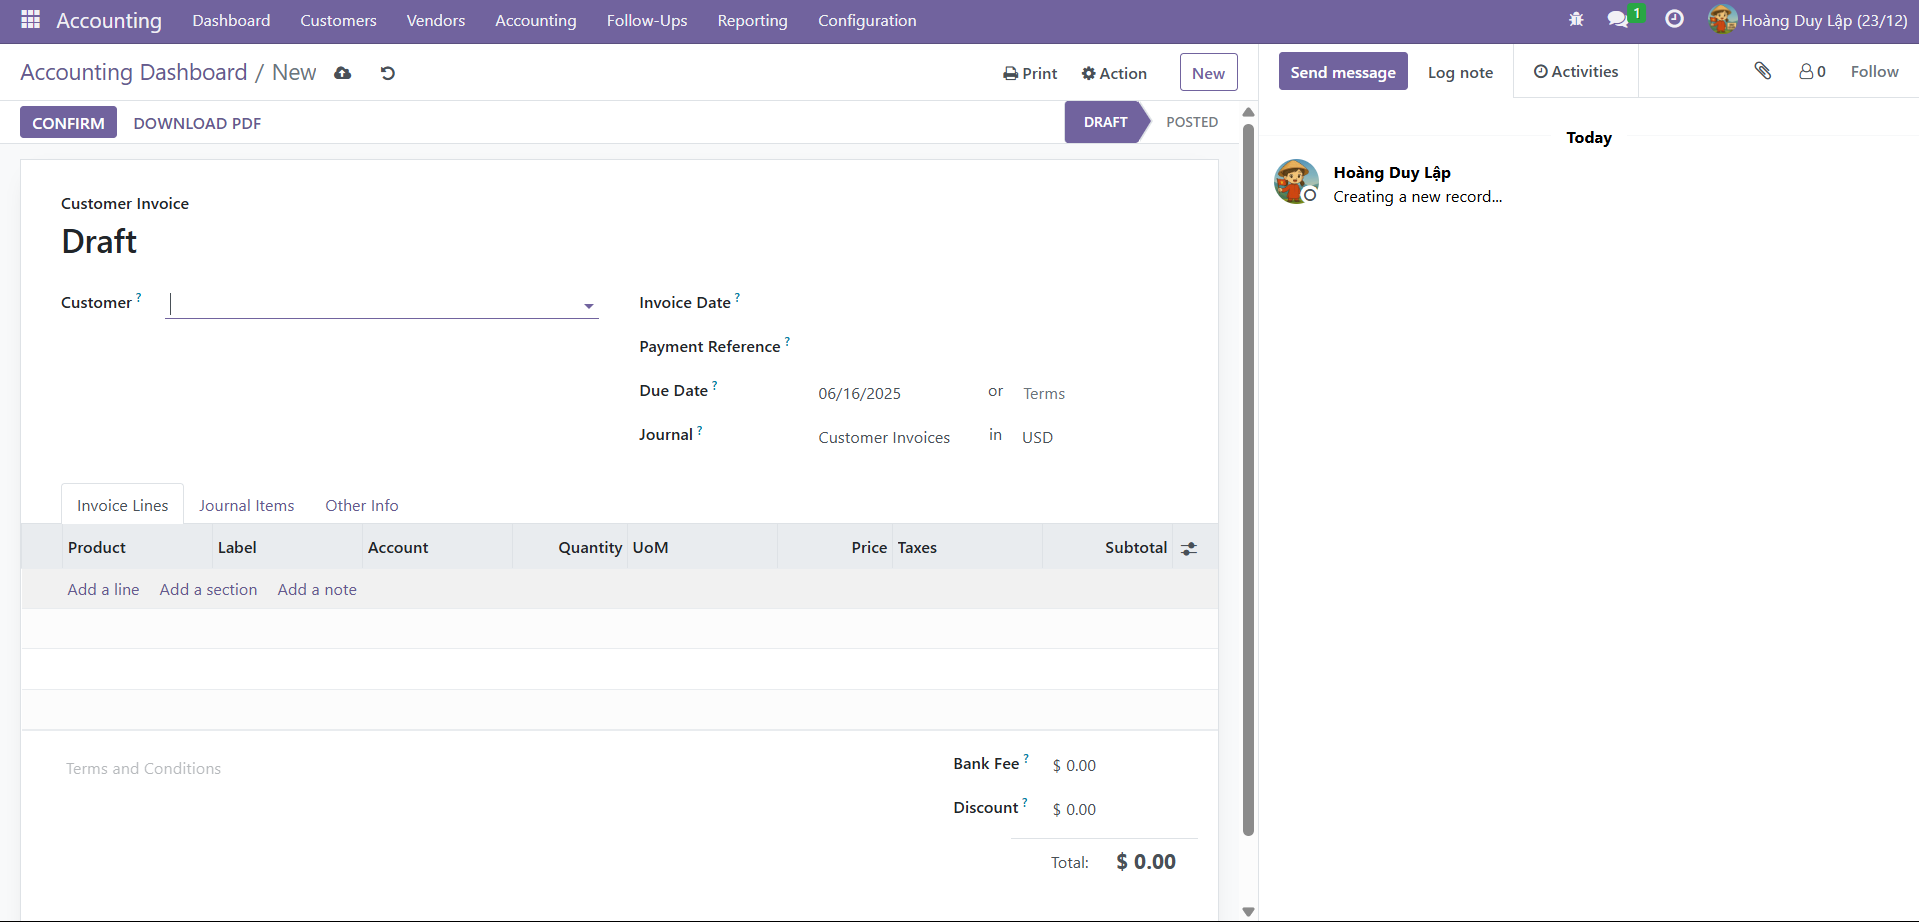 Accounting Dashboard Customers Vendors Accounting Follow-Ups Reporting Configuration 1 Hoàng Duy Lập (23/12)
Accounting Dashboard / New Print Action New
Send message Log note Activities 0 Follow
CONFIRM DOWNLOAD PDF DRAFT POSTED
Today
Hoàng Duy Lập
Creating a new record...
Customer Invoice
Draft
Customer ? Invoice Date ?
Payment Reference ?
Due Date ? 06/16/2025 or Terms
Journal ? Customer Invoices in USD
Invoice Lines Journal Items Other Info
Product Label Account Quantity UoM Price Taxes Subtotal
Add a line Add a section Add a note
Terms and Conditions
Bank Fee ? $ 0.00
Discount ? $ 0.00
Total: $ 0.00